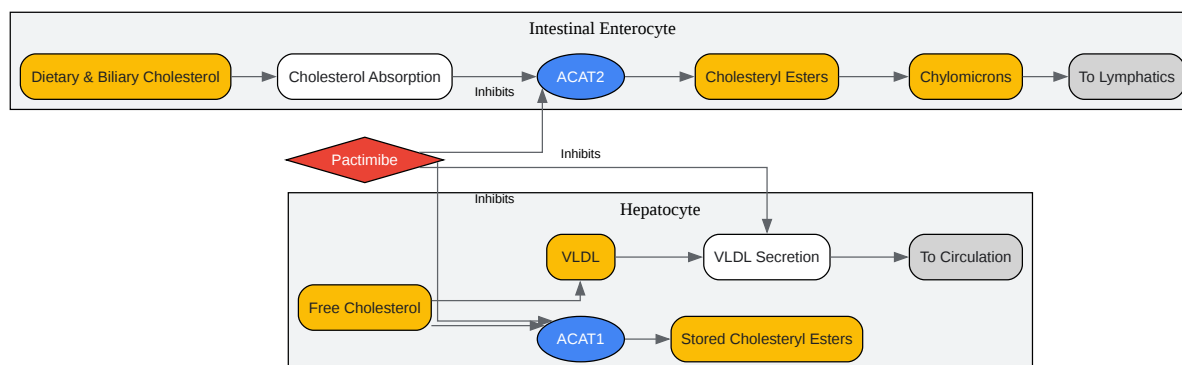 Intestinal Enterocyte
Dietary & Biliary Cholesterol
Cholesterol Absorption
Inhibits
ACAT2
Cholesteryl Esters
Chylomicrons
To Lymphatics
Pactimibe
Inhibits
Inhibits
Hepatocyte
VLDL
VLDL Secretion
To Circulation
Free Cholesterol
ACAT1
Stored Cholesteryl Esters